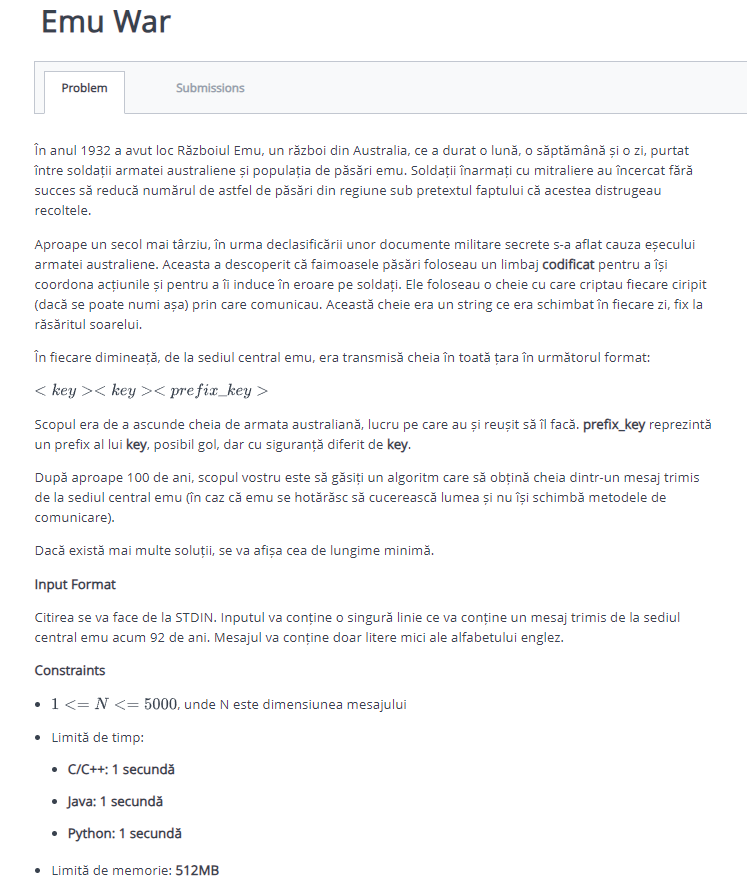 Emu War
Problem
Submissions
În anul 1932 a avut loc Războiul Emu, un război din Australia, ce a durat o lună, o săptămână și o zi, purtat
între soldații armatei australiene și populația de păsări emu. Soldații înarmați cu mitraliere au încercat fără
succes să reducă numărul de astfel de păsări din regiune sub pretextul faptului că acestea distrugeau
recoltele.
Aproape un secol mai târziu, în urma declasificării unor documente militare secrete s-a aflat cauza eșecului
armatei australiene. Aceasta a descoperit că faimoasele păsări foloseau un limbaj codificat pentru a își
coordona acțiunile și pentru a îi induce în eroare pe soldați. Ele foloseau o cheie cu care criptau fiecare ciripit
(dacă se poate numi așa) prin care comunicau. Această cheie era un string ce era schimbat în fiecare zi, fix la
răsăritul soarelui.
În fiecare dimineață, de la sediul central emu, era transmisă cheia în toată țara în următorul format:
< key >< key >< prefix_key >
Scopul era de a ascunde cheia de armata australiană, lucru pe care au și reușit să îl facă. prefix_key reprezintă
un prefix al lui key, posibil gol, dar cu siguranță diferit de key.
După aproape 100 de ani, scopul vostru este să găsiți un algoritm care să obțină cheia dintr-un mesaj trimis
de la sediul central emu (în caz că emu se hotărăsc să cucerească lumea și nu își schimbă metodele de
comunicare).
Dacă există mai multe soluții, se va afișa cea de lungime minimă.
Input Format
Citirea se va face de la STDIN. Inputul va conține o singură linie ce va conține un mesaj trimis de la sediul
central emu acum 92 de ani. Mesajul va conține doar litere mici ale alfabetului englez.
Constraints
• 1 <= N <= 5000, unde N este dimensiunea mesajului
• Limită de timp:
• C/C++: 1 secundă
• Java: 1 secundă
• Python: 1 secundă
• Limită de memorie: 512MB